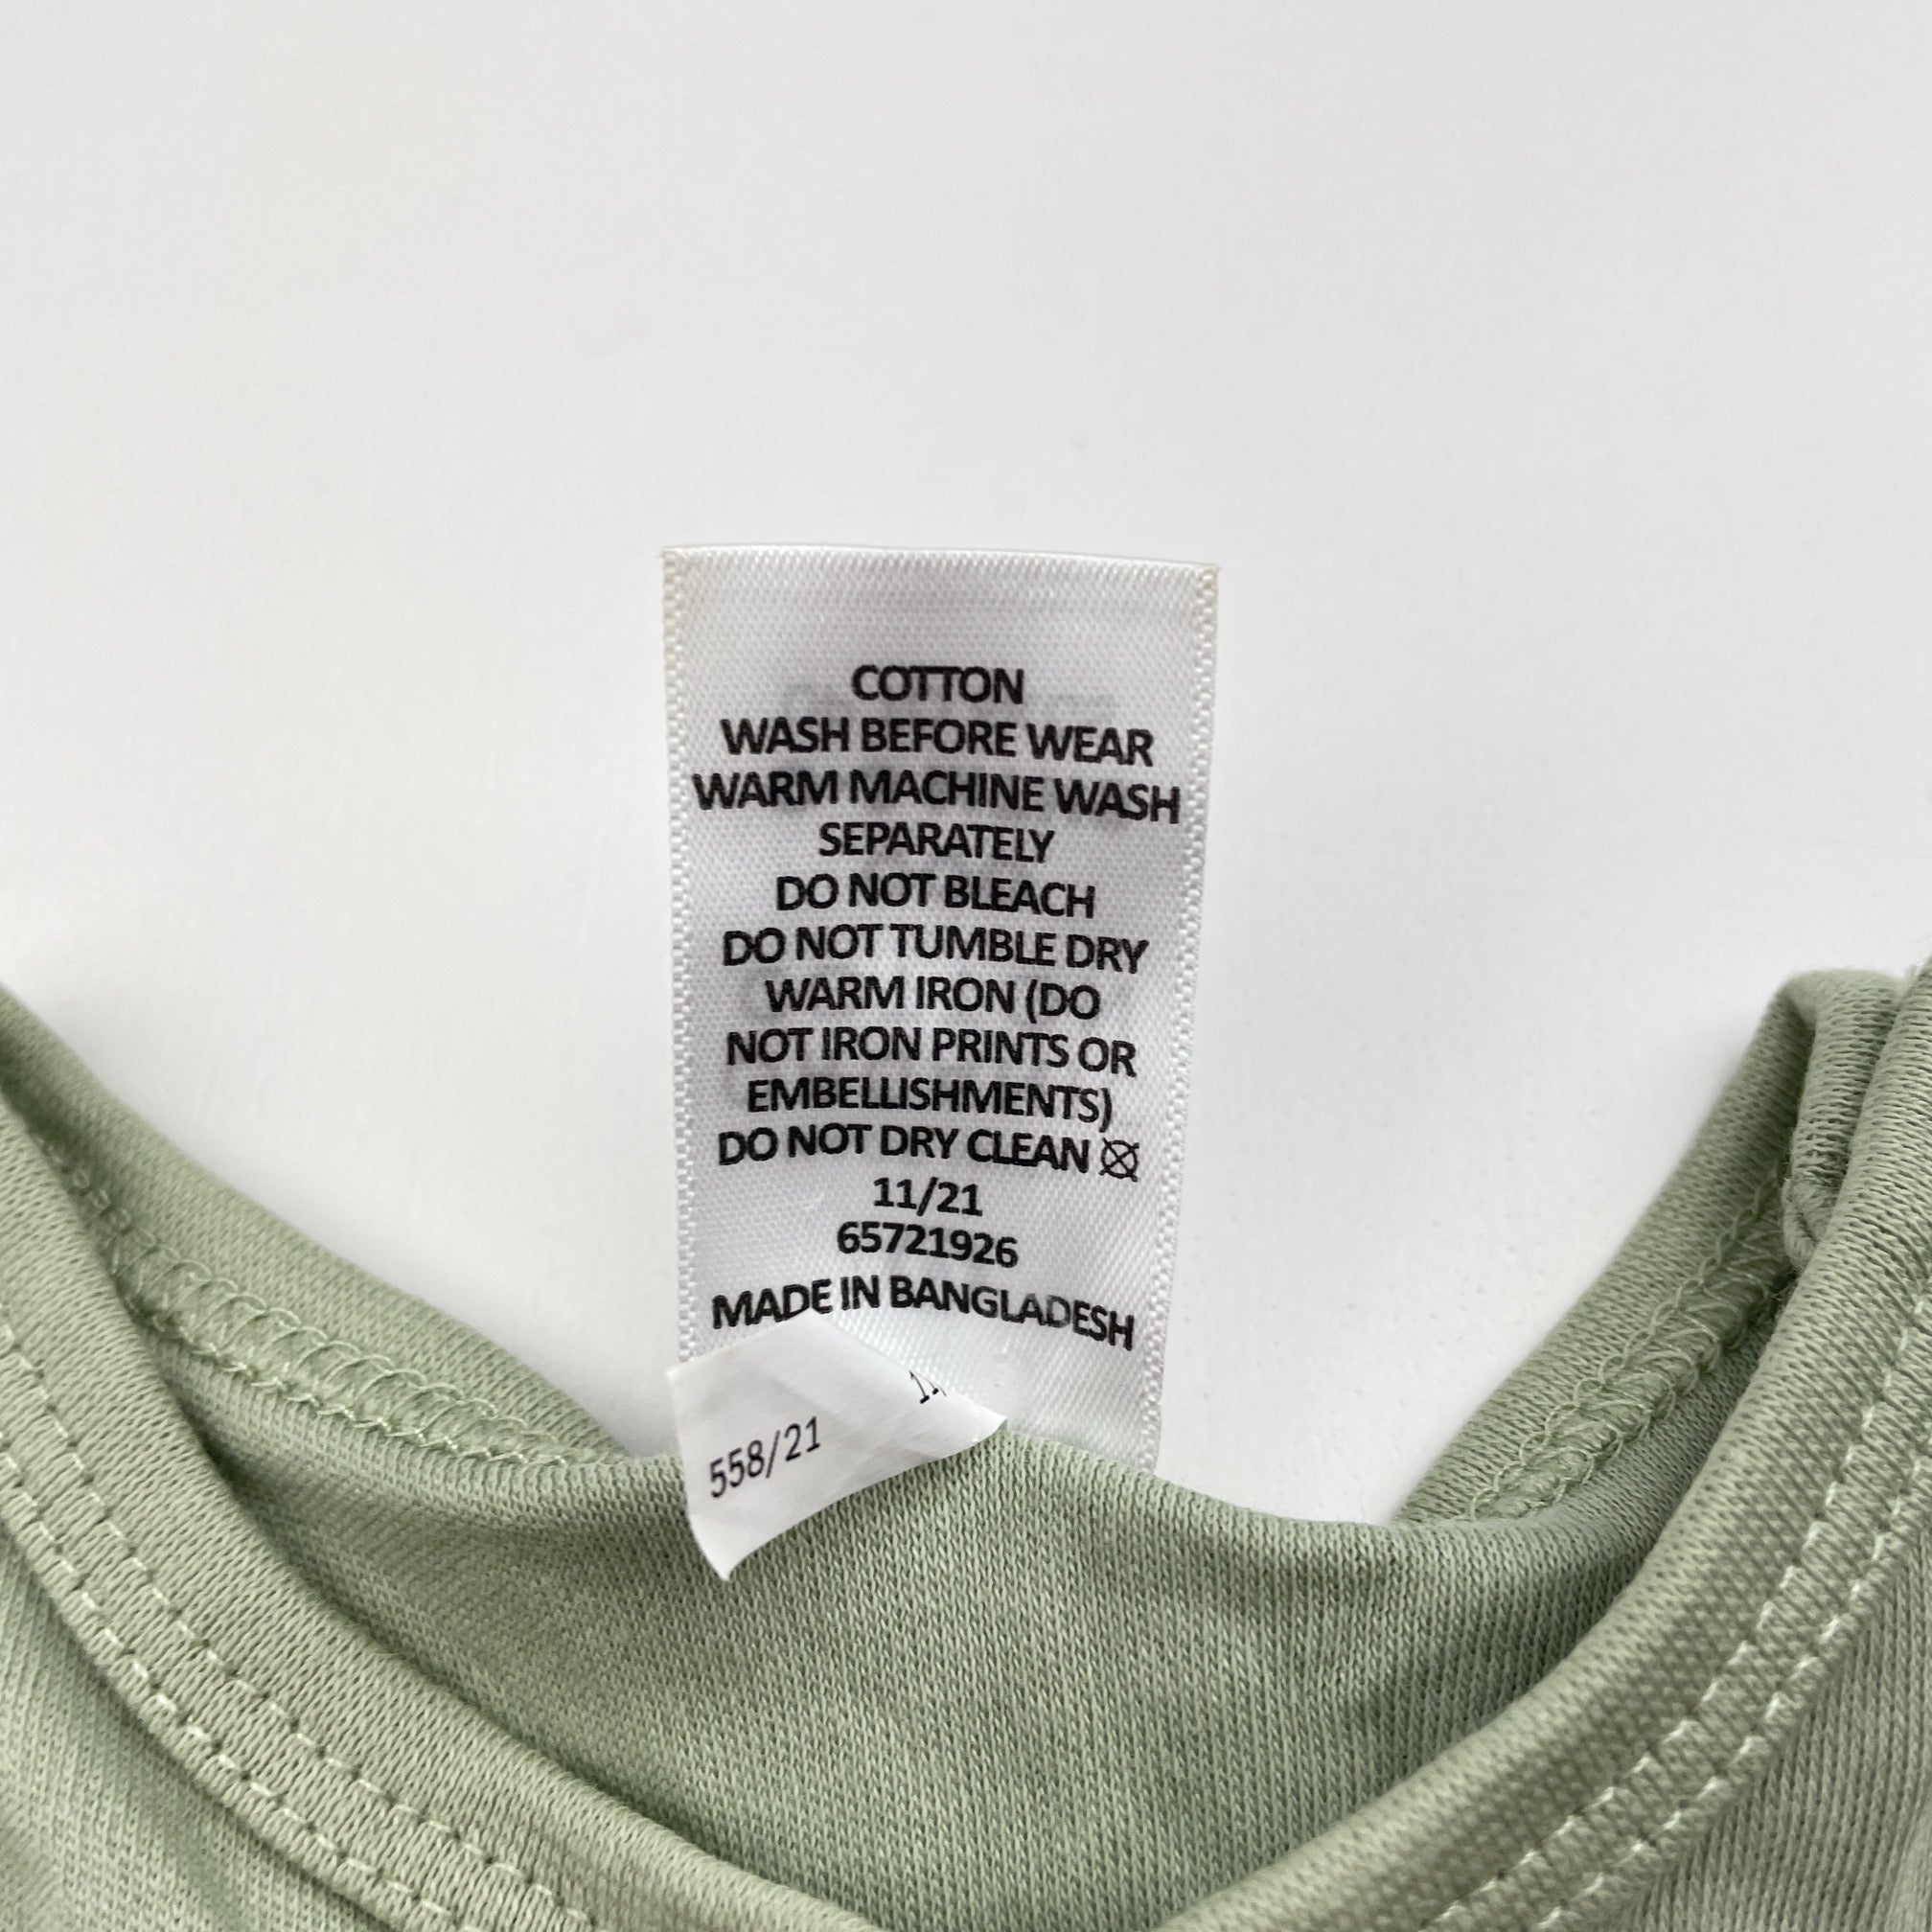 COTTON
WASH BEFORE WEAR
WARM MACHINE WASH
SEPARATELY
DO NOT BLEACH
DO NOT TUMBLE DRY
WARM IRON (DO
NOT IRON PRINTS OR
EMBELLISHMENTS)
DO NOT DRY CLEAN
11/21
65721926
MADE IN BANGLADESH
558/21